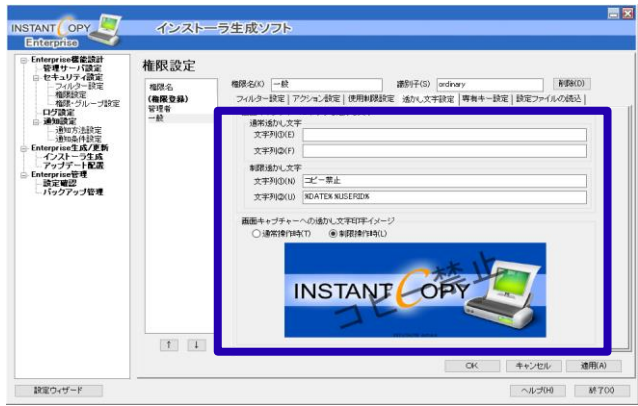 INSTANT COPY
Enterprise
インストーラ生成ソフト
Enterprise機能設計
管理サーバ設定
セキュリティ設定
フィルター設定
権限設定
権限・グループ設定
ログ設定
通知設定
通知方法設定
通知条件設定
Enterprise生成/更新
インストーラ生成
アップデート配置
Enterprise管理
設定確認
バックアップ管理
権限設定
権限名
(権限登録)
管理者
一般
権限名(X) 一般 識別子(S) ordinary 削除(D)
フィルター設定 アクション設定 使用制限設定 透かし文字設定 専有キー設定 設定ファイルの読込
通常透かし文字
文字列①(E)
文字列②(F)
制限透かし文字
文字列①(N) コピー禁止
文字列②(U) %DATE% %USERID%
画面キャプチャーへの透かし文字印字イメージ
通常操作時(T) 制限操作時(L)
INSTANT COPY
コピー禁止
↑ ↓
OK キャンセル 適用(A)
設定ウィザード ヘルプ(H) 終了(X)